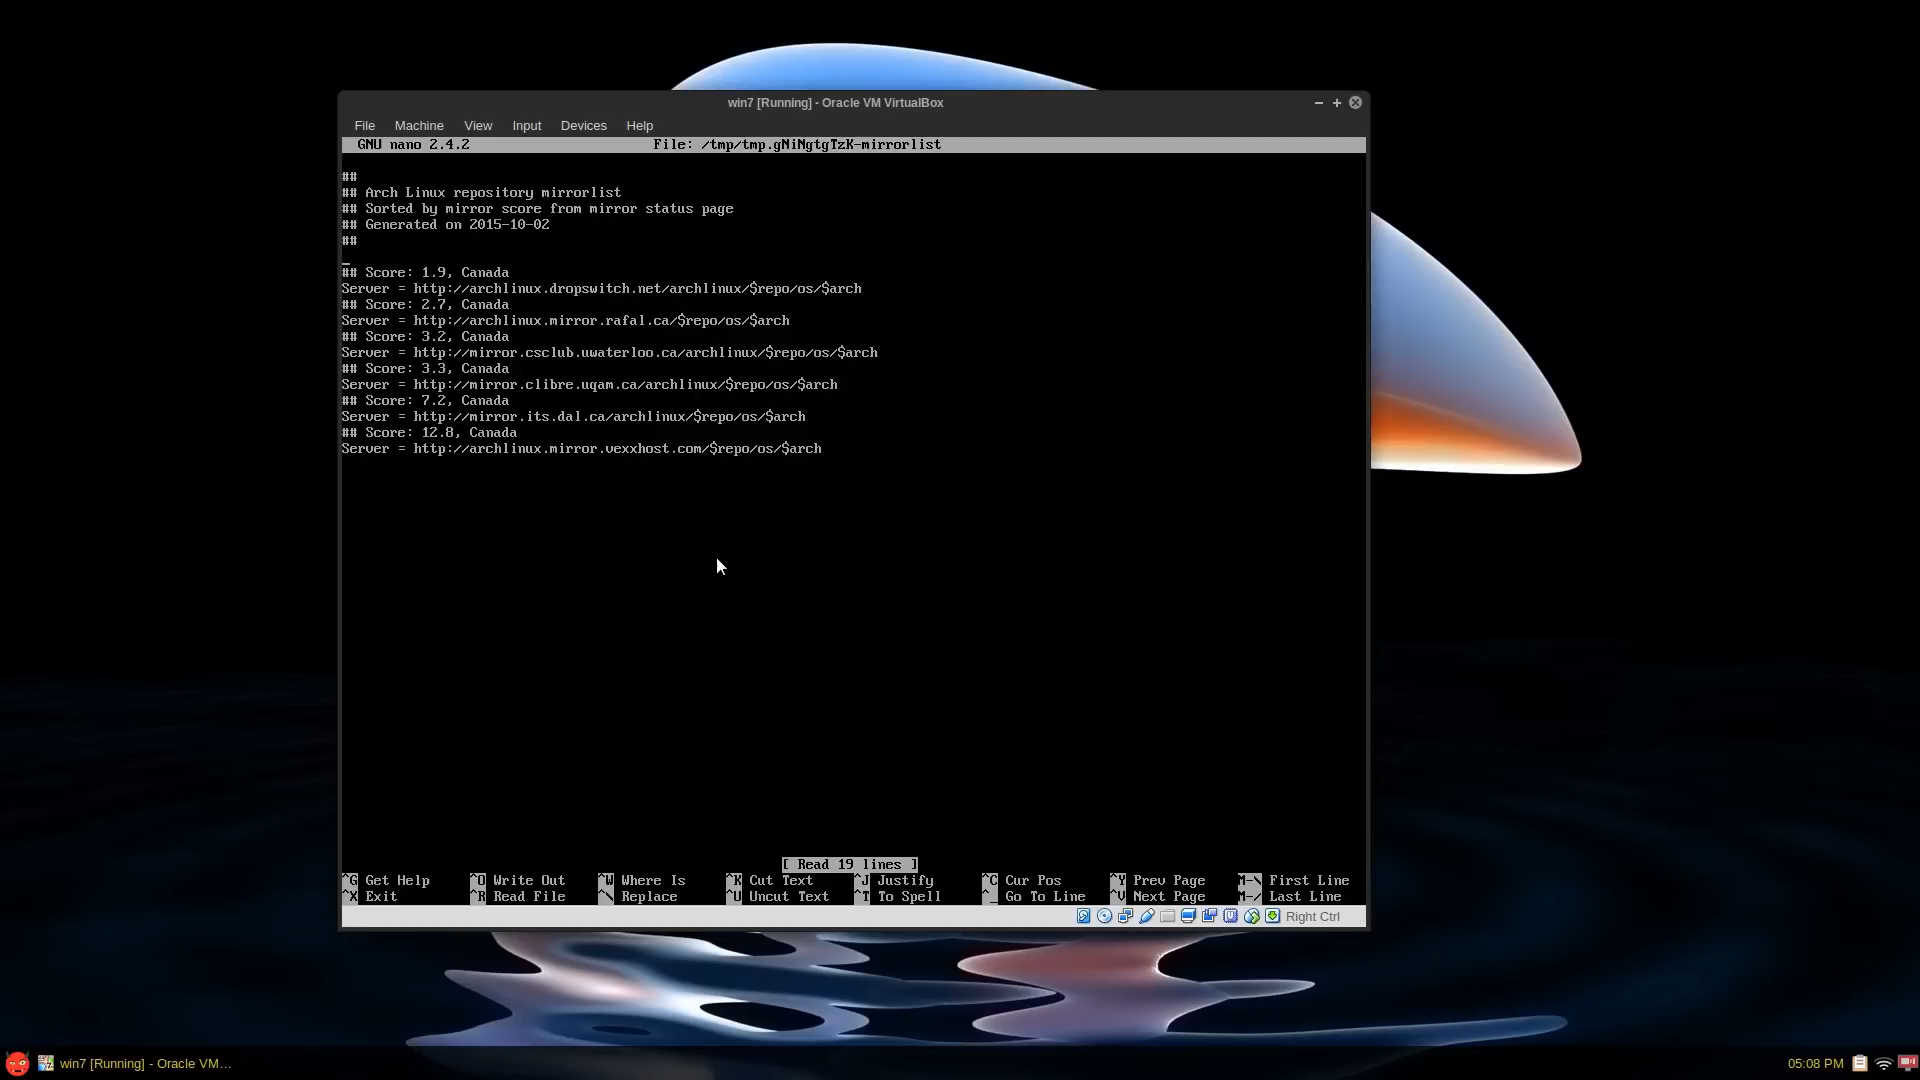 win7 [Running] - Oracle VM VirtualBox
File Machine View Input Devices Help
GNU nano 2.4.2 File: /tmp/tmp.gNiNgtgTzK-mirrorlist
##
## Arch Linux repository mirrorlist
## Sorted by mirror score from mirror status page
## Generated on 2015-10-02
##
## Score: 1.9, Canada
Server = http://archlinux.dropswitch.net/archlinux/$repo/os/$arch
## Score: 2.7, Canada
Server = http://archlinux.mirror.rafal.ca/$repo/os/$arch
## Score: 3.2, Canada
Server = http://mirror.csclub.uwaterloo.ca/archlinux/$repo/os/$arch
## Score: 3.3, Canada
Server = http://mirror.clibre.uqam.ca/archlinux/$repo/os/$arch
## Score: 7.2, Canada
Server = http://mirror.its.dal.ca/archlinux/$repo/os/$arch
## Score: 12.8, Canada
Server = http://archlinux.mirror.vexxhost.com/$repo/os/$arch
[ Read 19 lines ]
^G Get Help ^O Write Out ^W Where Is ^K Cut Text ^J Justify ^C Cur Pos ^Y Prev Page M-\ First Line
^X Exit ^R Read File ^\ Replace ^U Uncut Text ^T To Spell ^_ Go To Line ^V Next Page M-/ Last Line
Right Ctrl
win7 [Running] - Oracle VM... 05:08 PM